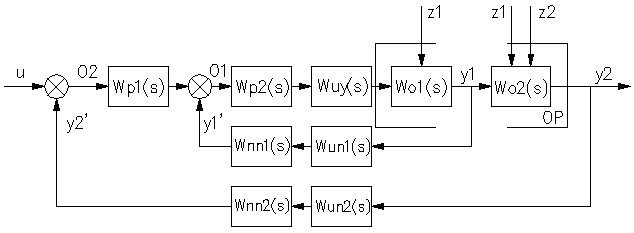 z1 z1 z2
u O2 Wp1(s) O1 Wp2(s) Wuy(s) Wo1(s) y1 Wo2(s) y2
y2' y1' OP
Wnn1(s) Wun1(s)
Wnn2(s) Wun2(s)